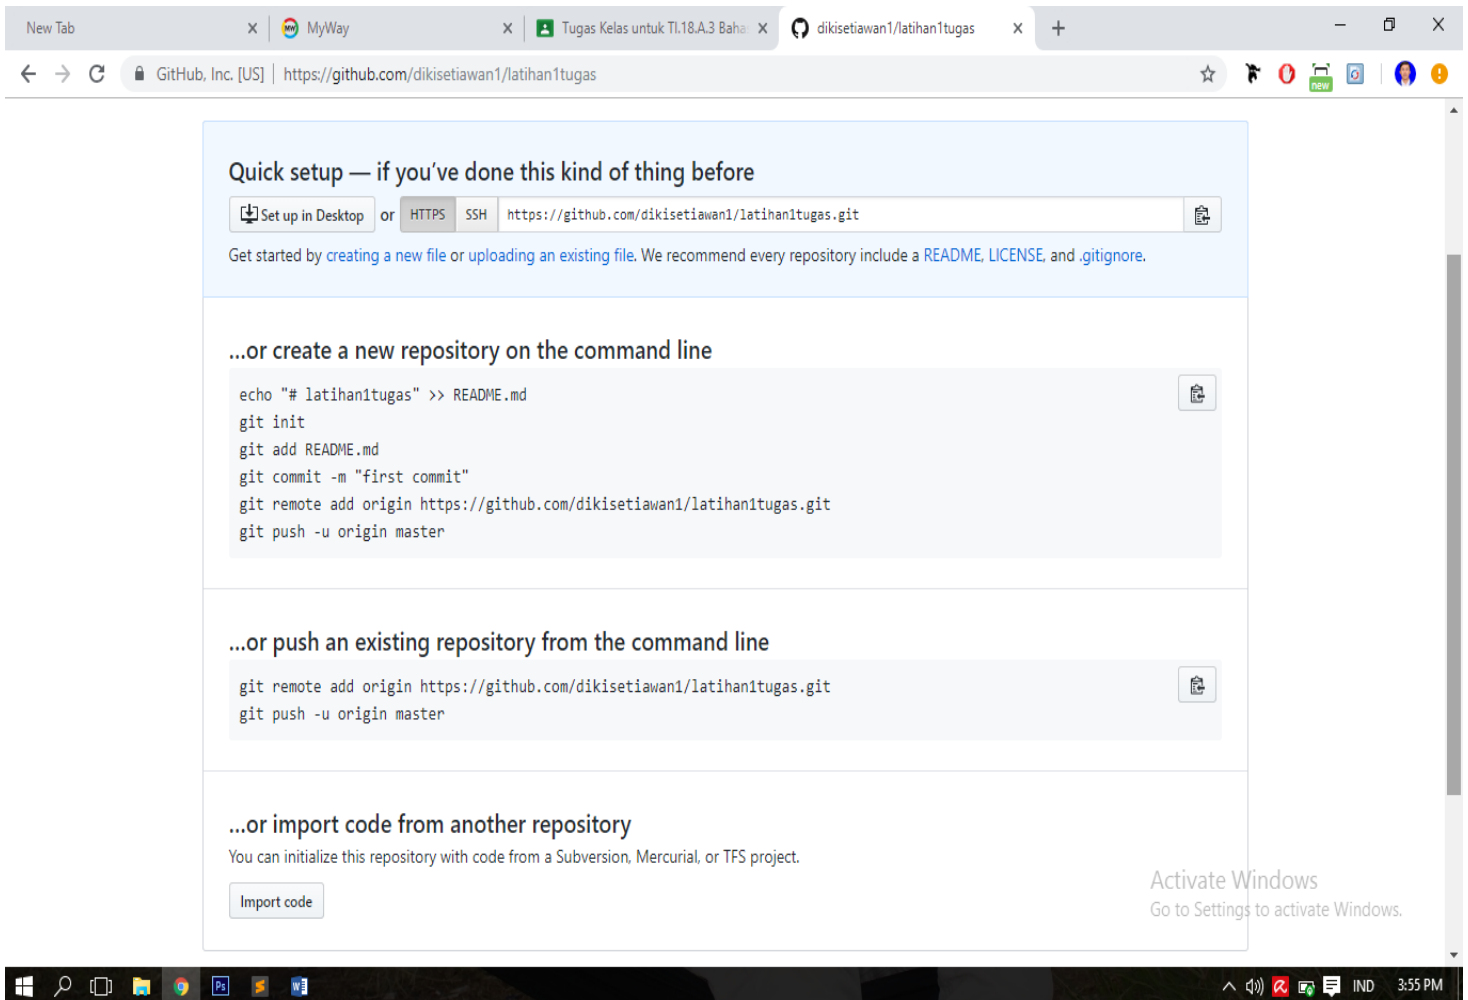 New Tab
MyWay
Tugas Kelas untuk TI.18.A.3 Baha
dikisetiawan1/latihan1tugas
GitHub, Inc. [US] | https://github.com/dikisetiawan1/latihan1tugas
new
Quick setup — if you've done this kind of thing before
Set up in Desktop or HTTPS SSH https://github.com/dikisetiawan1/latihan1tugas.git
Get started by creating a new file or uploading an existing file. We recommend every repository include a README, LICENSE, and .gitignore.
...or create a new repository on the command line
echo "# latihan1tugas" >> README.md
git init
git add README.md
git commit -m "first commit"
git remote add origin https://github.com/dikisetiawan1/latihan1tugas.git
git push -u origin master
...or push an existing repository from the command line
git remote add origin https://github.com/dikisetiawan1/latihan1tugas.git
git push -u origin master
...or import code from another repository
You can initialize this repository with code from a Subversion, Mercurial, or TFS project.
Import code
Activate Windows
Go to Settings to activate Windows.
Ps
IND
3:55 PM